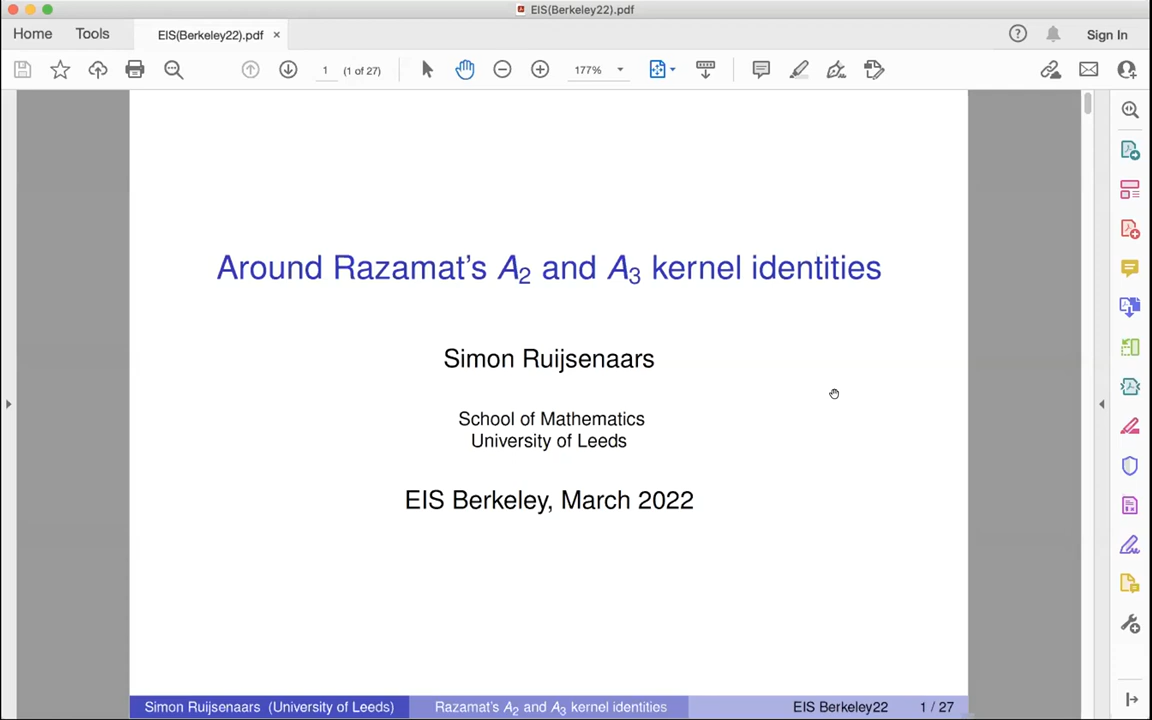 EIS(Berkeley22).pdf
Home Tools EIS(Berkeley22).pdf × Sign In
1 (1 of 27) 177%
Around Razamat's A₂ and A₃ kernel identities
Simon Ruijsenaars
School of Mathematics
University of Leeds
EIS Berkeley, March 2022
Simon Ruijsenaars (University of Leeds) Razamat's A₂ and A₃ kernel identities EIS Berkeley22 1 / 27